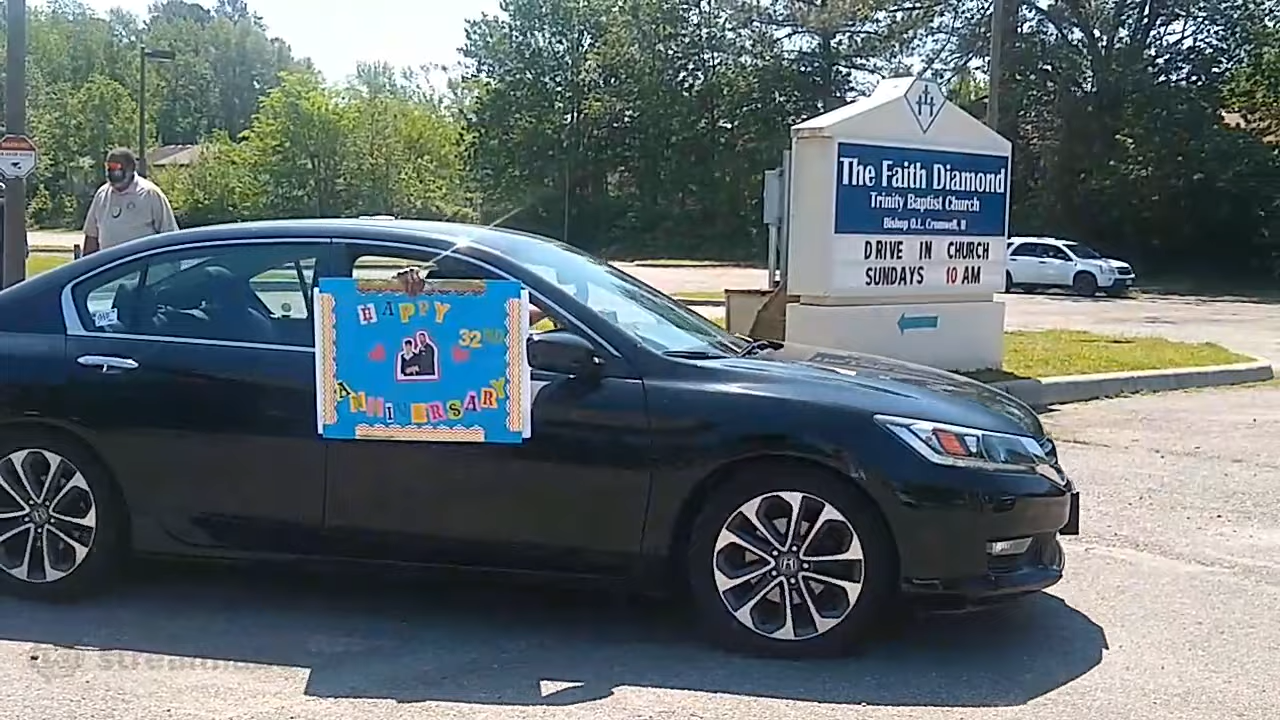 The Faith Diamond
Trinity Baptist Church
Bishop O.L. Cromwell, II
DRIVE IN CHURCH
SUNDAYS 10 AM
HAPPY
32ND
ANNIVERSARY